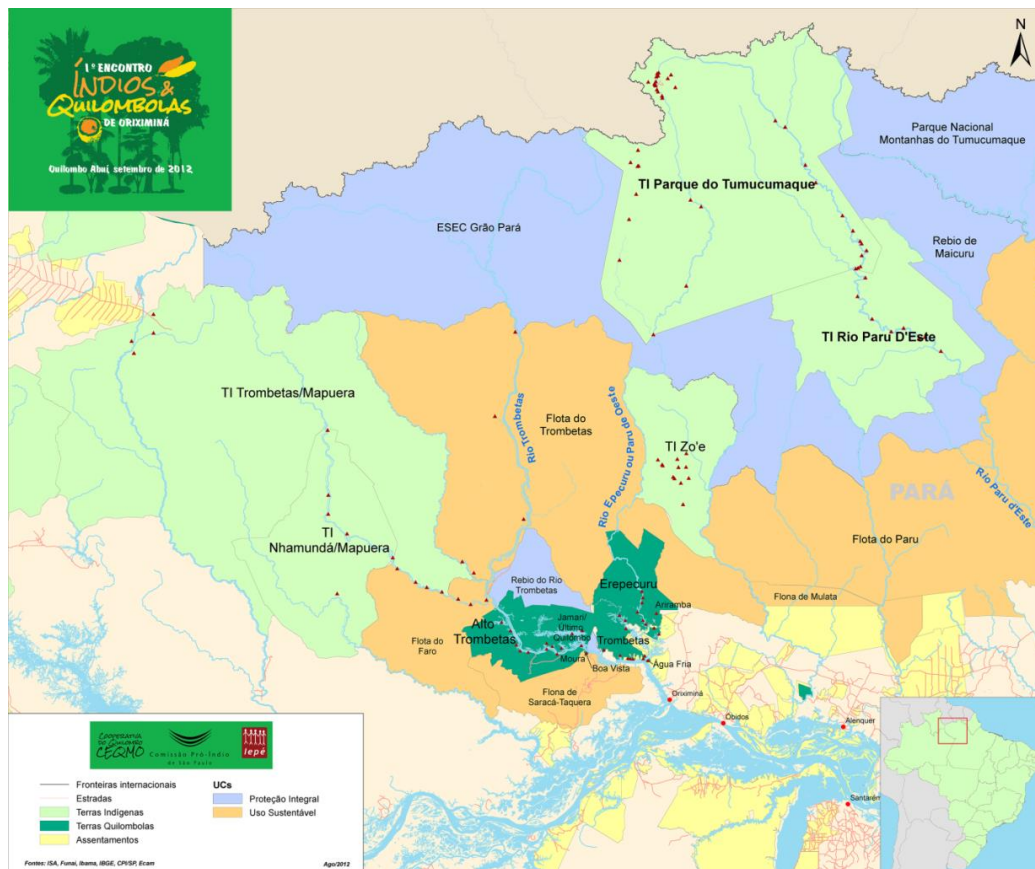 1º ENCONTRO
ÍNDIOS &
QUILOMBOLAS
DE ORIXIMINÁ
Quilombo Abuí, setembro de 2012
N
Parque Nacional
Montanhas do Tumucumaque
TI Parque do Tumucumaque
ESEC Grão Pará
Rebio de
Maicuru
TI Rio Paru D'Este
TI Trombetas/Mapuera
Rio Trombetas
Flota do
Trombetas
Rio Epecuru ou Paru de Oeste
TI Zo'e
Rio Paru d'Este
PARÁ
TI
Nhamundá/Mapuera
Flota do Paru
Rebio do Rio
Trombetas
Erepecuru
Flona de Mulata
Ariramba
Alto
Trombetas
Jamari/
Último
Quilombo
Trombetas
Flota do
Faro
Moura
Boa Vista
Água Fria
Flona de
Saracá-Taquera
Oriximiná
Óbidos
Alenquer
Santarém
COOPERATIVA
DO QUILOMBO
CEQMO
Comissão Pró-Índio
de São Paulo
Iepé
Fronteiras internacionais
Estradas
Terras Indígenas
Terras Quilombolas
Assentamentos
UCs
Proteção Integral
Uso Sustentável
Fontes: ISA, Funai, Ibama, IBGE, CPI/SP, Ecam
Ago/2012